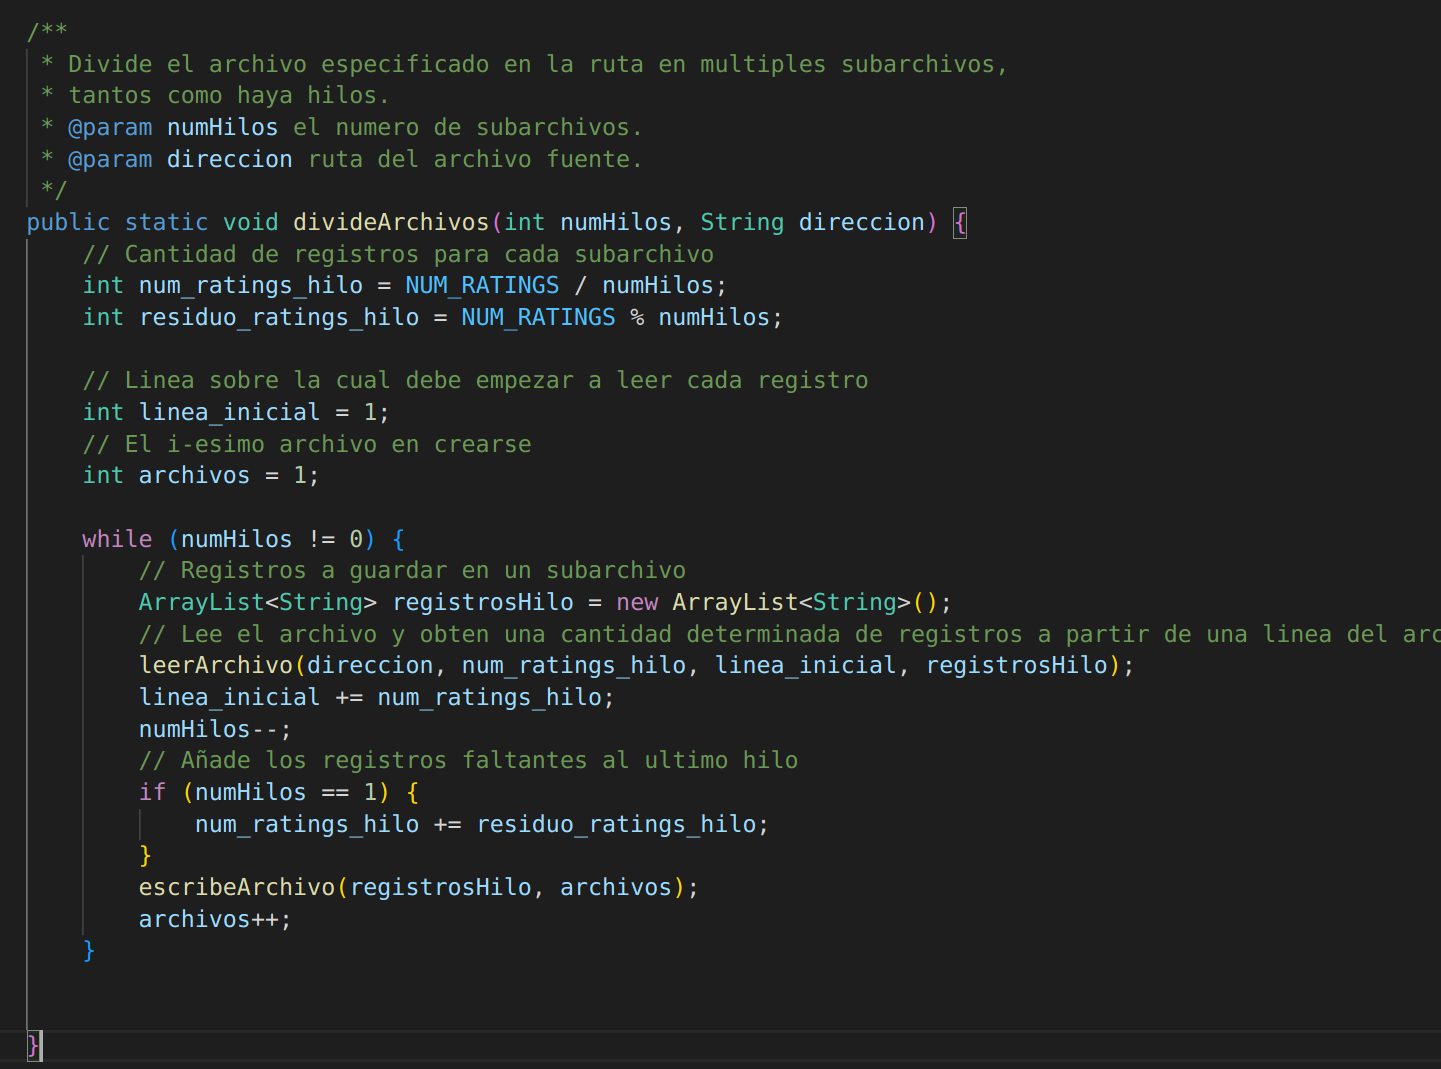 /**
 * Divide el archivo especificado en la ruta en multiples subarchivos,
 * tantos como haya hilos.
 * @param numHilos el numero de subarchivos.
 * @param direccion ruta del archivo fuente.
 */
public static void divideArchivos(int numHilos, String direccion) {
    // Cantidad de registros para cada subarchivo
    int num_ratings_hilo = NUM_RATINGS / numHilos;
    int residuo_ratings_hilo = NUM_RATINGS % numHilos;

    // Linea sobre la cual debe empezar a leer cada registro
    int linea_inicial = 1;
    // El i-esimo archivo en crearse
    int archivos = 1;

    while (numHilos != 0) {
        // Registros a guardar en un subarchivo
        ArrayList<String> registrosHilo = new ArrayList<String>();
        // Lee el archivo y obten una cantidad determinada de registros a partir de una linea del arc
        leerArchivo(direccion, num_ratings_hilo, linea_inicial, registrosHilo);
        linea_inicial += num_ratings_hilo;
        numHilos--;
        // Añade los registros faltantes al ultimo hilo
        if (numHilos == 1) {
            num_ratings_hilo += residuo_ratings_hilo;
        }
        escribeArchivo(registrosHilo, archivos);
        archivos++;
    }

}